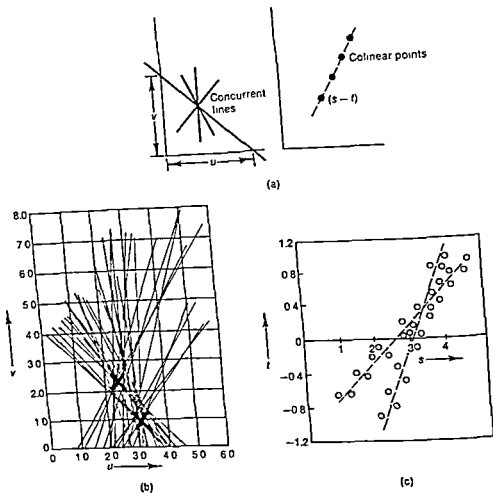 Concurrent
lines
v
u
Colinear points
(s – t)
(a)
8.0
7.0
6.0
5.0
4.0
3.0
2.0
1.0
0
v
0 10 20 30 40 50 60
u
(b)
1.2
0.8
0.4
0
–0.4
–0.8
–1.2
t
1 2 3 4
s
(c)